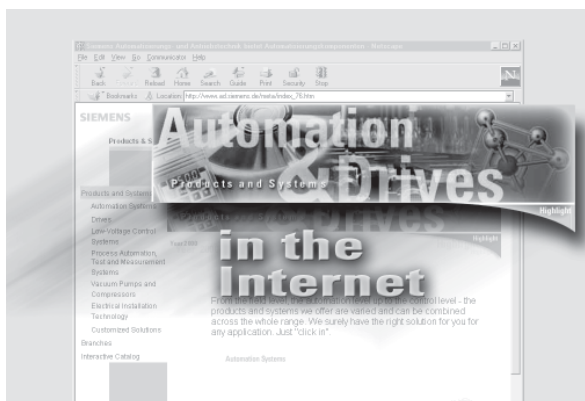 Siemens Automatisierungs- und Antriebstechnik bietet Automatisierungskomponenten - Netscape
File Edit View Go Communicator Help
Back Reload Home Search Guide Print Security Stop
N
Bookmarks Location: http://www.ad.siemens.de/meta/index_76.htm
SIEMENS
Products & S
Automation
& Drives
Products and Systems
Highlight
Products and Systems
Automation Systems
Drives
Low-Voltage Control
Systems
Process Automation,
Test and Measurement
Systems
Vacuum Pumps and
Compressors
Electrical Installation
Technology
Customized Solutions
Branches
Interactive Catalog
& Drives
Year 2000
Highlight
in the
Internet
From the field level, the automation level up to the control level - the
products and systems we offer are varied and can be combined
across the whole range. We surely have the right solution for you for
any application. Just "click in".
Automation Systems